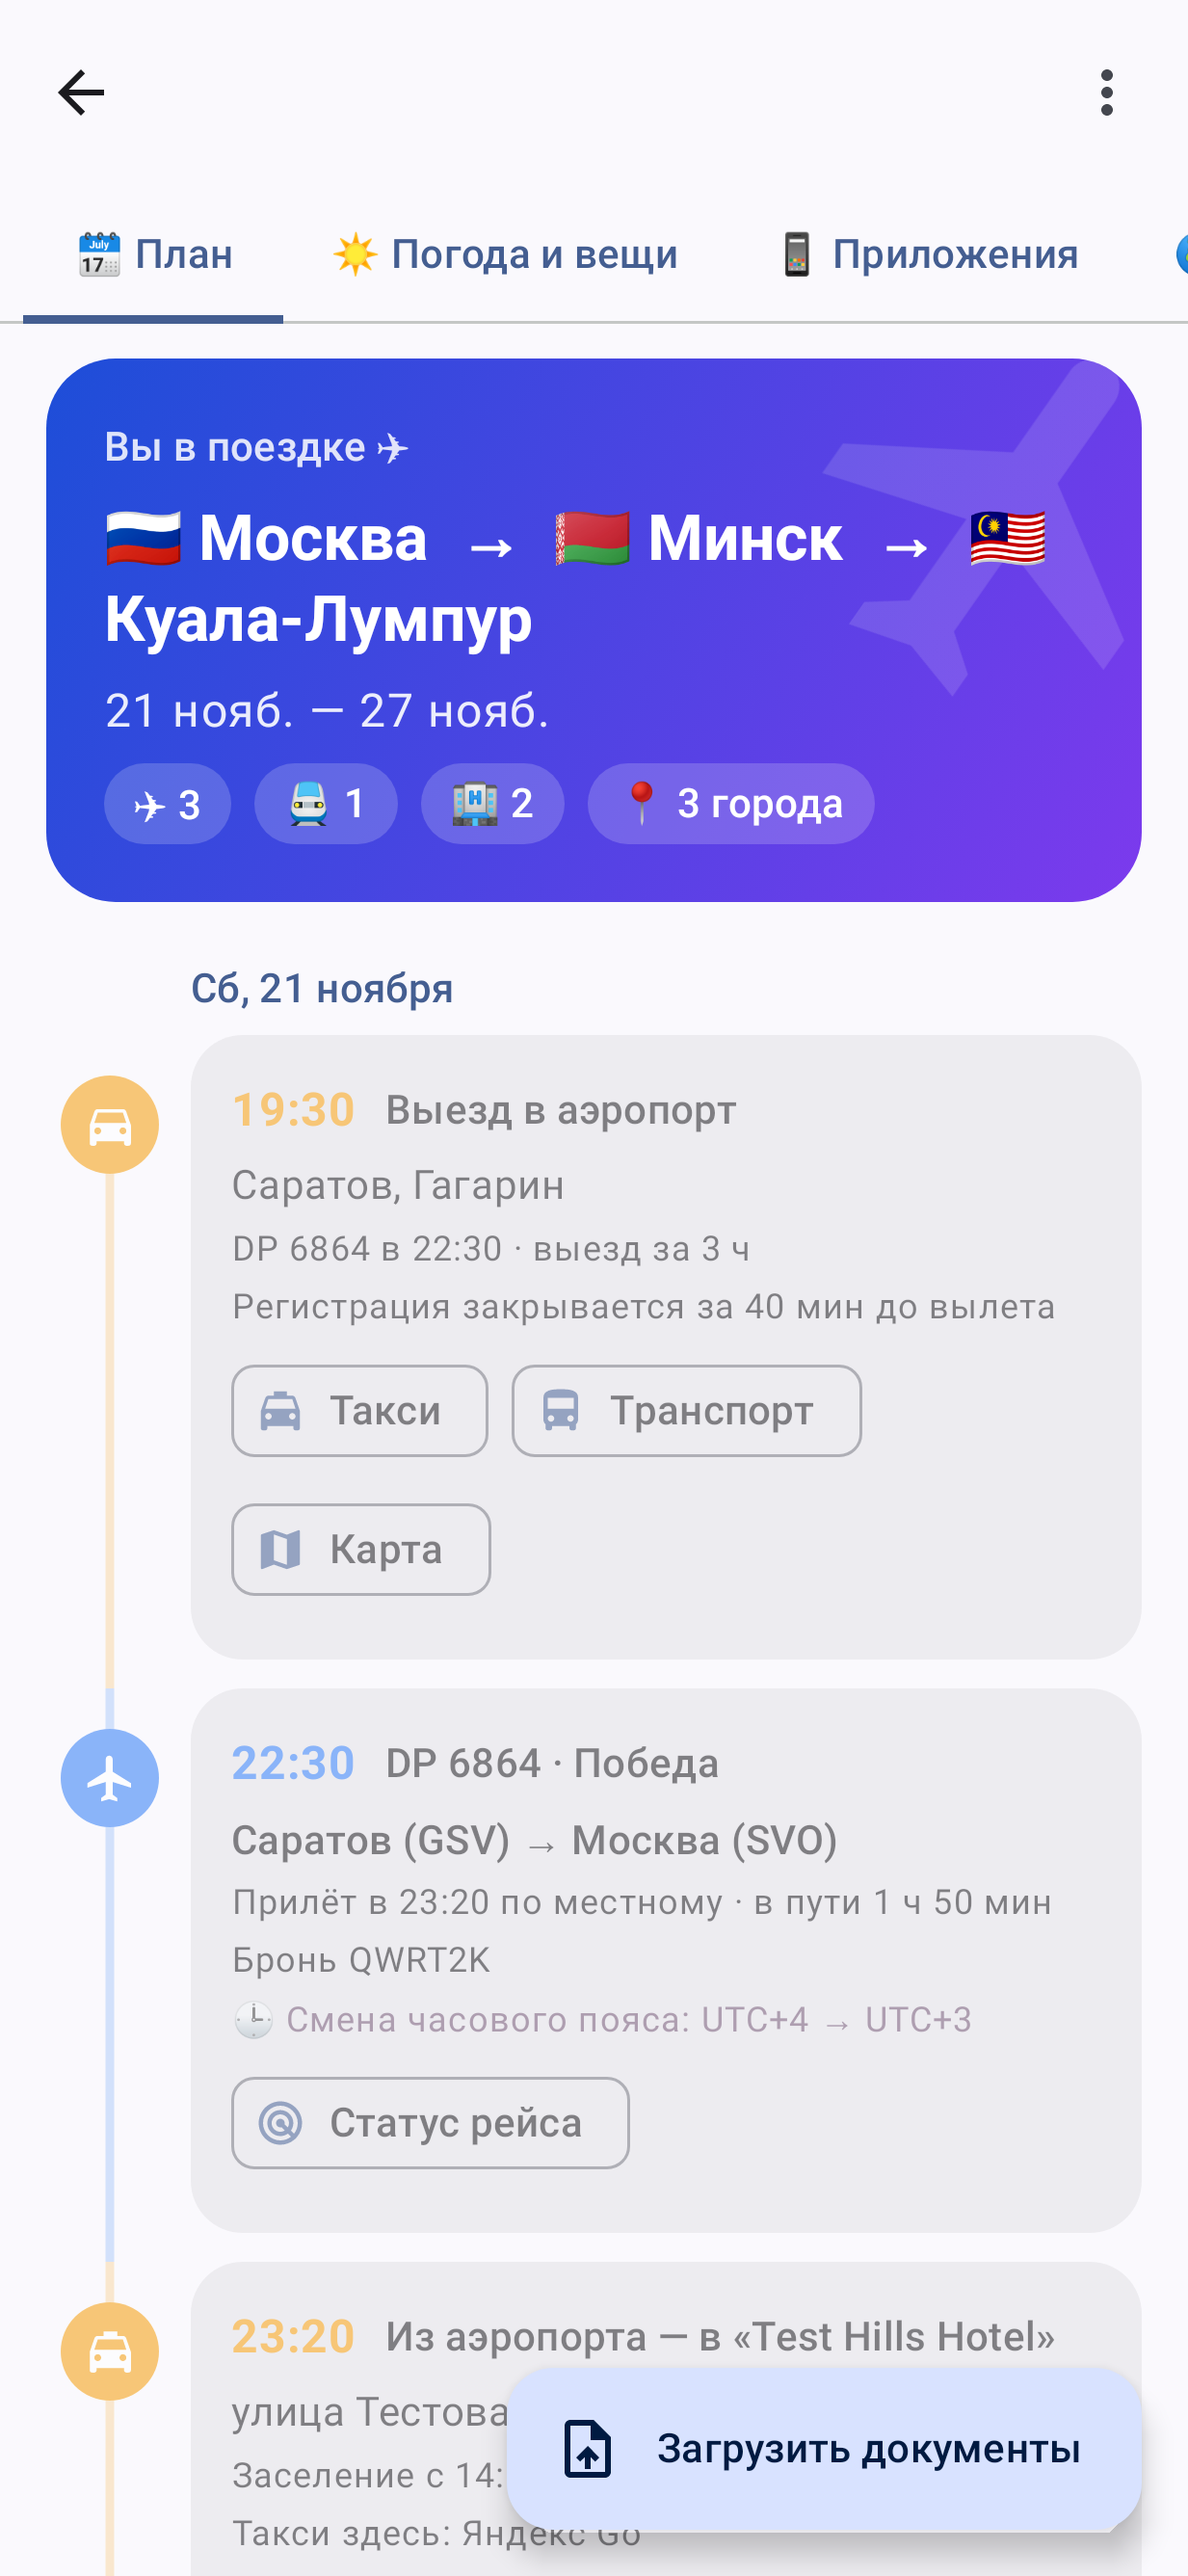 План
Погода и вещи
Приложения
Вы в поездке ✈
Москва → Минск →
Куала-Лумпур
21 нояб. — 27 нояб.
✈ 3
1
2
3 города
Сб, 21 ноября
19:30 Выезд в аэропорт
Саратов, Гагарин
DP 6864 в 22:30 · выезд за 3 ч
Регистрация закрывается за 40 мин до вылета
Такси
Транспорт
Карта
22:30 DP 6864 · Победа
Саратов (GSV) → Москва (SVO)
Прилёт в 23:20 по местному · в пути 1 ч 50 мин
Бронь QWRT2K
Смена часового пояса: UTC+4 → UTC+3
Статус рейса
23:20 Из аэропорта — в «Test Hills Hotel»
улица Тестова
Заселение с 14:
Такси здесь: Яндекс Go
Загрузить документы